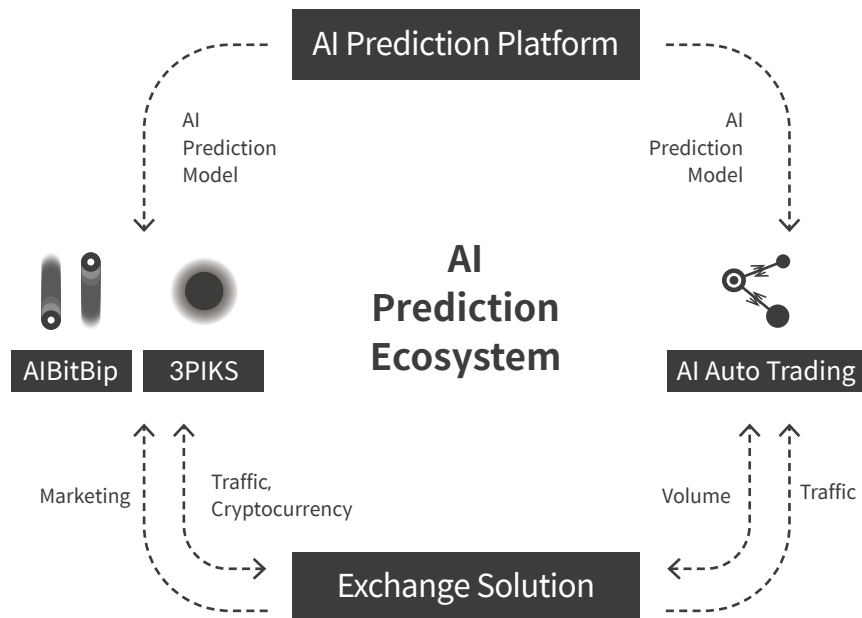 AI Prediction Platform
AI
Prediction
Model
AI
Prediction
Model
AI
Prediction
Ecosystem
AIBitBip
3PIKS
AI Auto Trading
Marketing
Traffic,
Cryptocurrency
Volume
Traffic
Exchange Solution